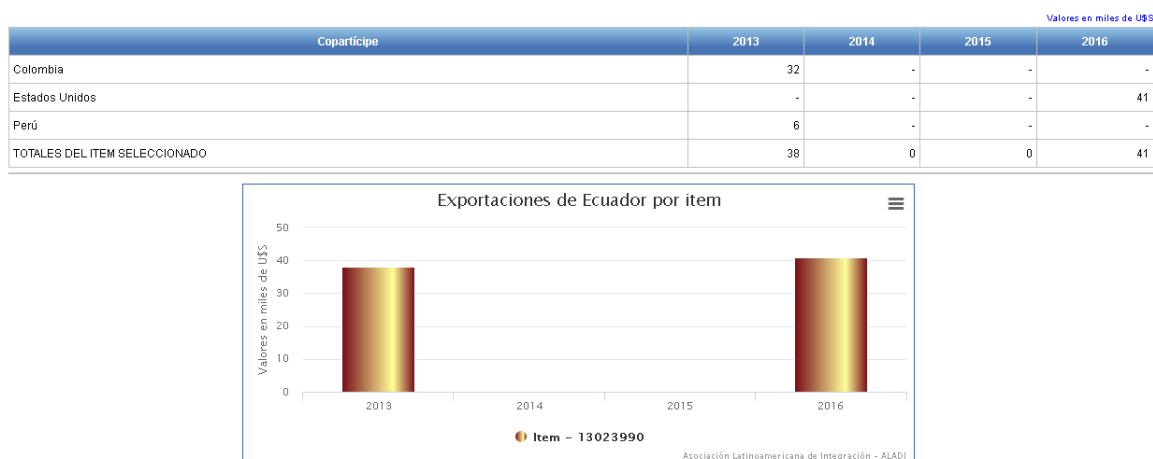 Valores en miles de U$S
Copartícipe 2013 2014 2015 2016
Colombia 32 - - -
Estados Unidos - - - 41
Perú 6 - - -
TOTALES DEL ITEM SELECCIONADO 38 0 0 41
Exportaciones de Ecuador por item
Valores en miles de U$S
50
40
30
20
10
0
2013 2014 2015 2016
Item - 13023990
Asociación Latinoamericana de Integración - ALADI